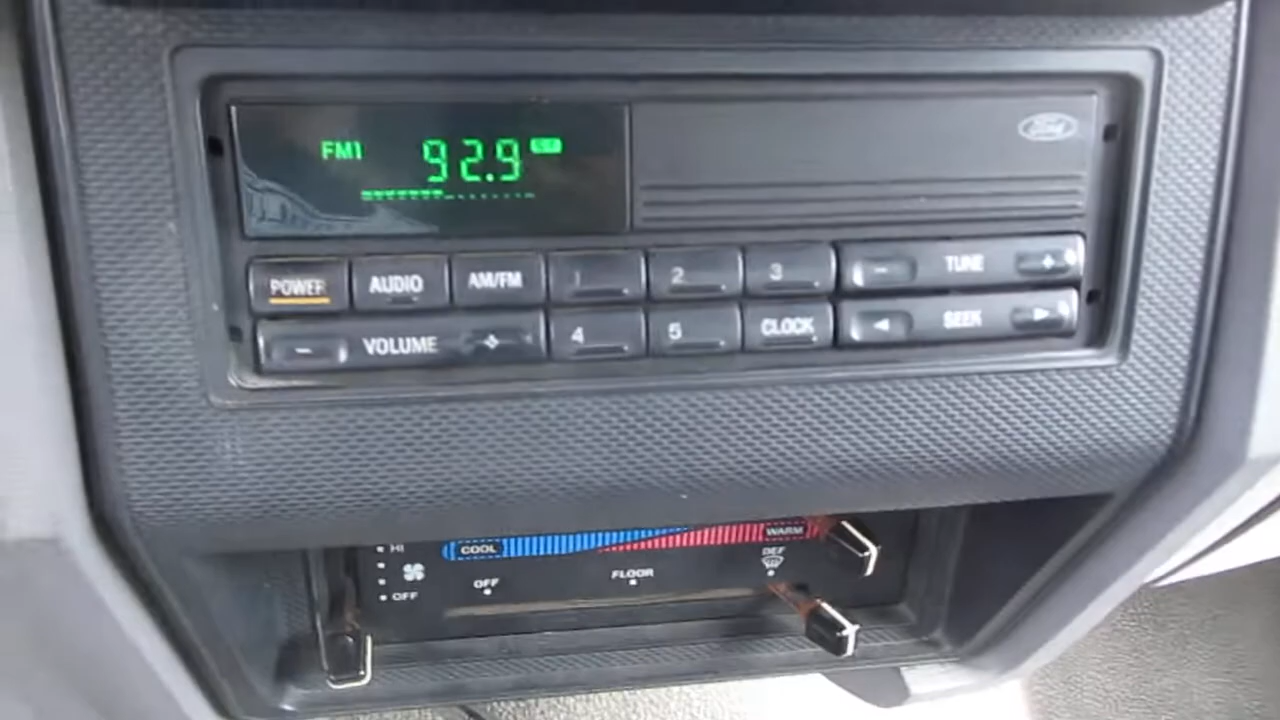 FM1 92.9
Ford
POWER AUDIO AM/FM 1 2 3 - TUNE +
- VOLUME + 4 5 CLOCK ◄ SEEK ►
HI COOL WARM
OFF FLOOR DEF
OFF